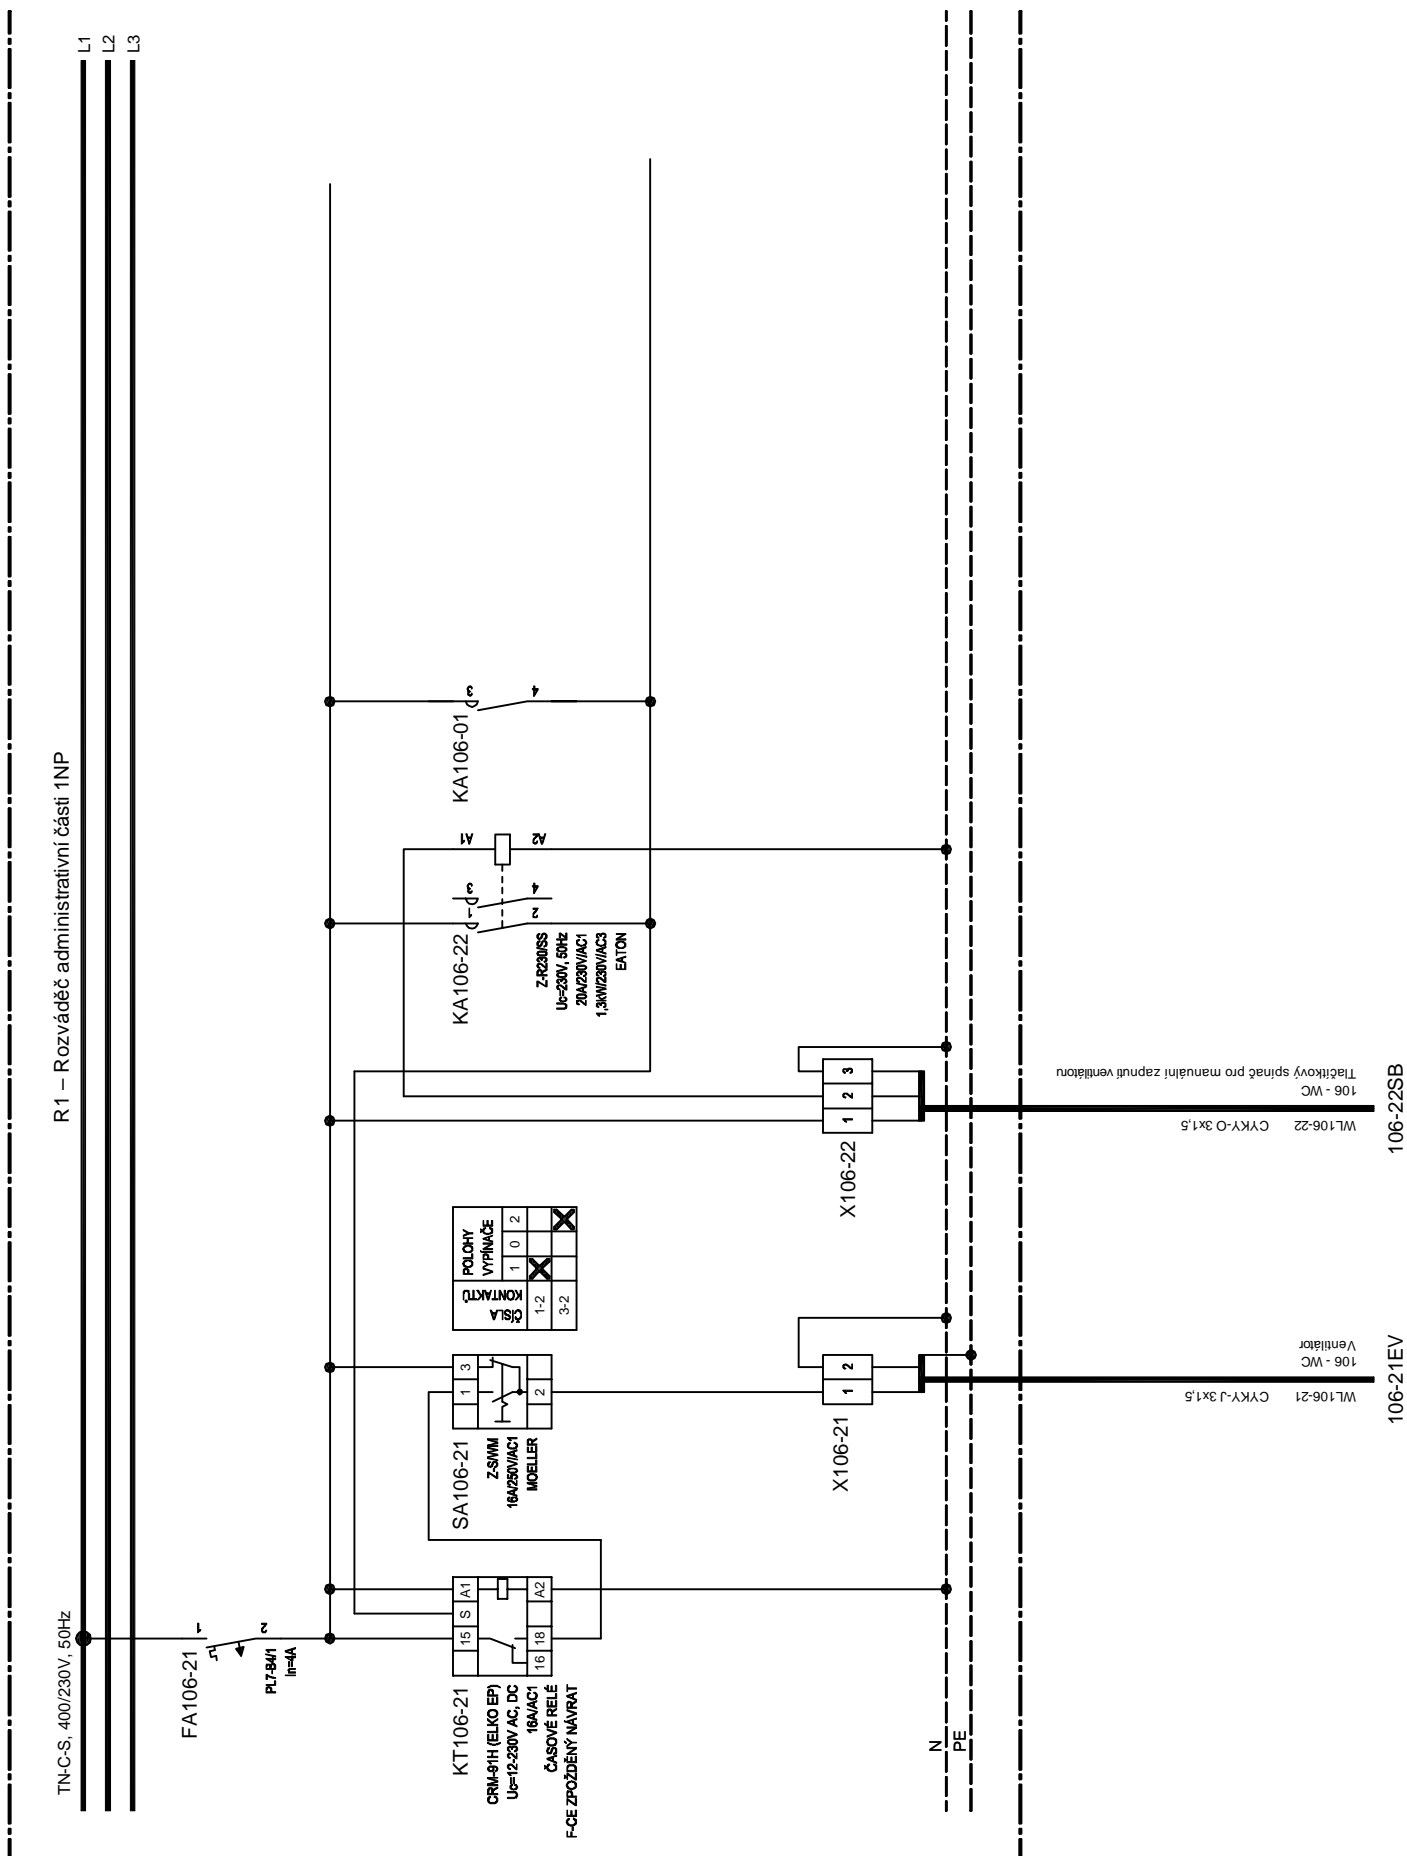 R1 – Rozváděč administrativní části 1NP
TN-C-S, 400/230V, 50Hz
L1
L2
L3
FA106-21
1
2
PL7-B4/1
In=4A
KT106-21
CRM-91H (ELKO EP)
Uc=12-230V AC, DC
16A/AC1
ČASOVÉ RELÉ
F-CE ZPOŽDĚNÝ NÁVRAT
15
S
A1
16
18
A2
SA106-21
Z-S/WM
16A/250V/AC1
MOELLER
1
3
2
ČÍSLA
KONTAKTŮ
POLOHY
VYPÍNAČE
1
0
2
1-2
3-2
KA106-22
1
3
2
4
A1
A2
Z-R230/SS
Uc=230V, 50Hz
20A/230V/AC1
1,3kW/230V/AC3
EATON
KA106-01
3
4
X106-21
1
2
X106-22
1
2
3
N
PE
WL106-21
CYKY-J 3x1,5
106 - WC
Ventilátor
106-21EV
WL106-22
CYKY-O 3x1,5
106 - WC
Tlačítkový spínač pro manuální zapnutí ventilátoru
106-22SB